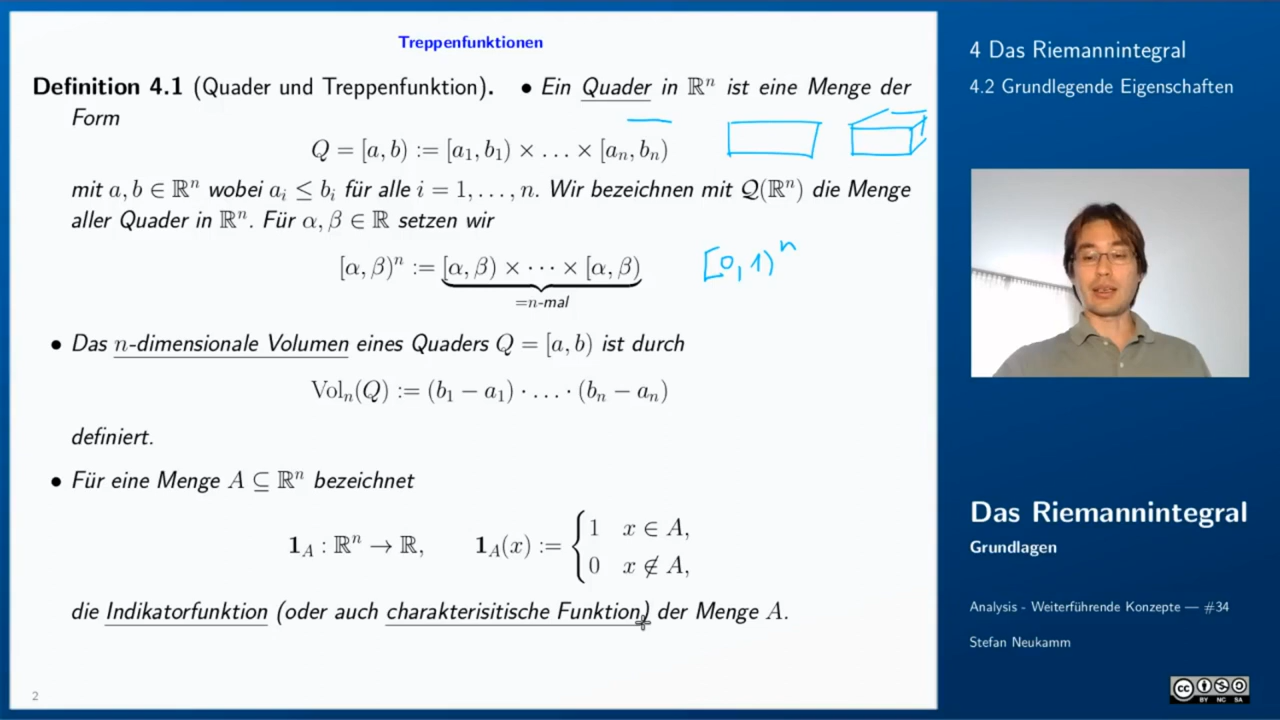 Treppenfunktionen
Definition 4.1 (Quader und Treppenfunktion). • Ein Quader in ℝⁿ ist eine Menge der
Form
Q = [a, b) := [a₁, b₁) × … × [aₙ, bₙ)
mit a, b ∈ ℝⁿ wobei aᵢ ≤ bᵢ für alle i = 1, …, n. Wir bezeichnen mit 𝒬(ℝⁿ) die Menge
aller Quader in ℝⁿ. Für α, β ∈ ℝ setzen wir
[α, β)ⁿ := [α, β) × ⋯ × [α, β)
=n-mal
[0, 1)ⁿ
• Das n-dimensionale Volumen eines Quaders Q = [a, b) ist durch
Volₙ(Q) := (b₁ − a₁) · … · (bₙ − aₙ)
definiert.
• Für eine Menge A ⊆ ℝⁿ bezeichnet
𝟏_A : ℝⁿ → ℝ, 𝟏_A(x) := { 1 x ∈ A,
0 x ∉ A,
die Indikatorfunktion (oder auch charakterisitische Funktion) der Menge A.
2
4 Das Riemannintegral
4.2 Grundlegende Eigenschaften
Das Riemannintegral
Grundlagen
Analysis - Weiterführende Konzepte — #34
Stefan Neukamm
cc
BY NC SA